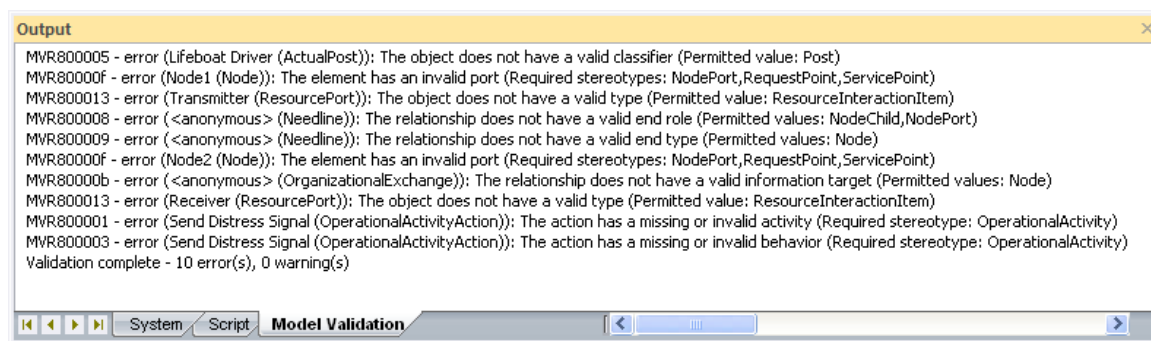 Output
MVR800005 - error (Lifeboat Driver (ActualPost)): The object does not have a valid classifier (Permitted value: Post)
MVR80000f - error (Node1 (Node)): The element has an invalid port (Required stereotypes: NodePort,RequestPoint,ServicePoint)
MVR800013 - error (Transmitter (ResourcePort)): The object does not have a valid type (Permitted value: ResourceInteractionItem)
MVR800008 - error (<anonymous> (Needline)): The relationship does not have a valid end role (Permitted values: NodeChild,NodePort)
MVR800009 - error (<anonymous> (Needline)): The relationship does not have a valid end type (Permitted values: Node)
MVR80000f - error (Node2 (Node)): The element has an invalid port (Required stereotypes: NodePort,RequestPoint,ServicePoint)
MVR80000b - error (<anonymous> (OrganizationalExchange)): The relationship does not have a valid information target (Permitted values: Node)
MVR800013 - error (Receiver (ResourcePort)): The object does not have a valid type (Permitted value: ResourceInteractionItem)
MVR800001 - error (Send Distress Signal (OperationalActivityAction)): The action has a missing or invalid activity (Required stereotype: OperationalActivity)
MVR800003 - error (Send Distress Signal (OperationalActivityAction)): The action has a missing or invalid behavior (Required stereotype: OperationalActivity)
Validation complete - 10 error(s), 0 warning(s)
System Script Model Validation